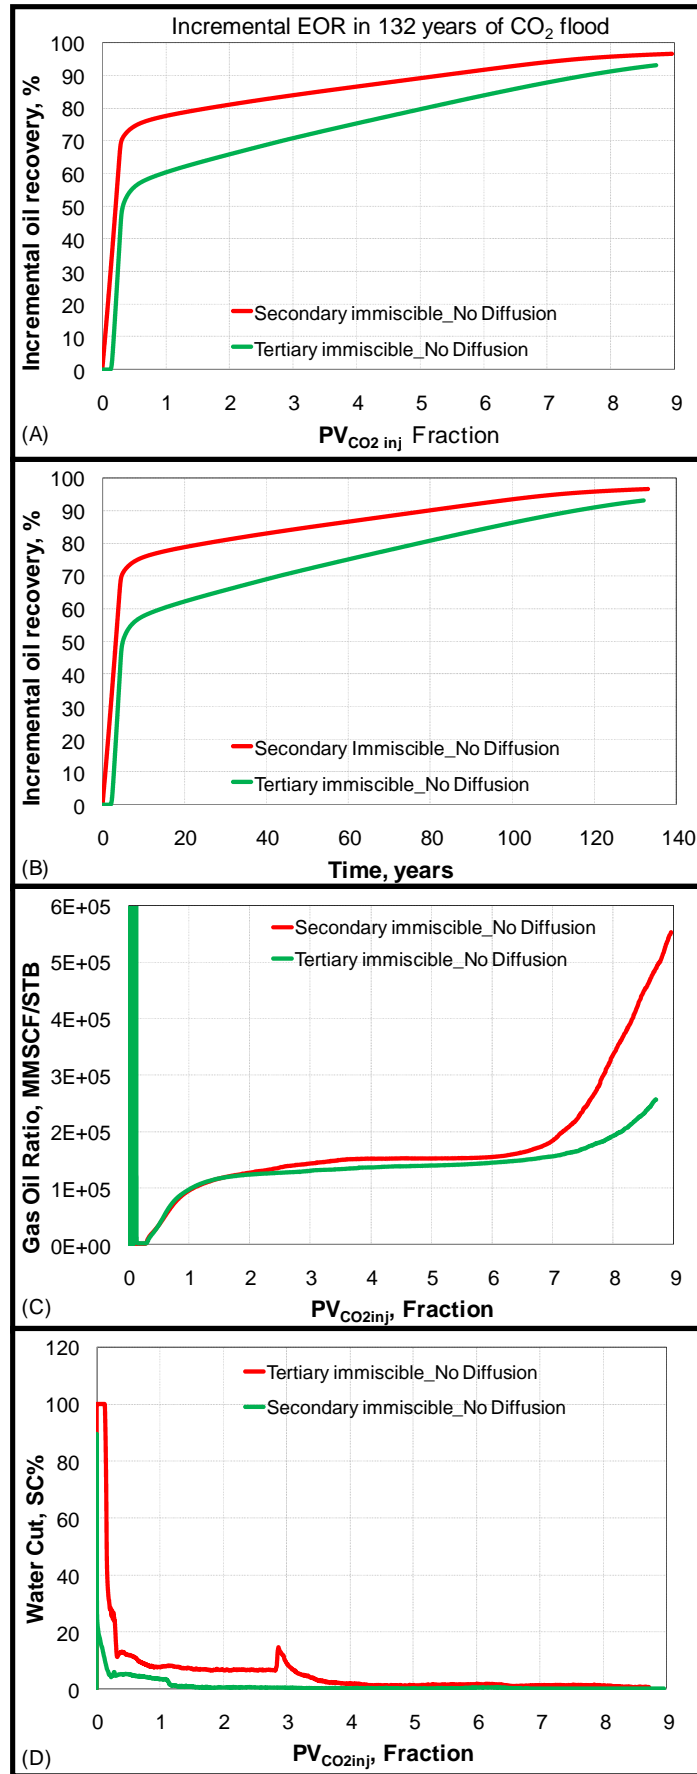 Incremental EOR in 132 years of CO2 flood
Incremental oil recovery, %
100
90
80
70
60
50
40
30
20
10
0
Secondary immiscible_No Diffusion
Tertiary immiscible_No Diffusion
0 1 2 3 4 5 6 7 8 9
(A)
PVCO2 inj Fraction
Incremental oil recovery, %
100
90
80
70
60
50
40
30
20
10
0
Secondary Immiscible_No Diffusion
Tertiary immiscible_No Diffusion
0 20 40 60 80 100 120 140
(B)
Time, years
Gas Oil Ratio, MMSCF/STB
6E+05
5E+05
4E+05
3E+05
2E+05
1E+05
0E+00
Secondary immiscible_No Diffusion
Tertiary immiscible_No Diffusion
0 1 2 3 4 5 6 7 8 9
(C)
PVCO2inj, Fraction
Water Cut, SC%
120
100
80
60
40
20
0
Tertiary immiscible_No Diffusion
Secondary immiscible_No Diffusion
0 1 2 3 4 5 6 7 8 9
(D)
PVCO2inj, Fraction